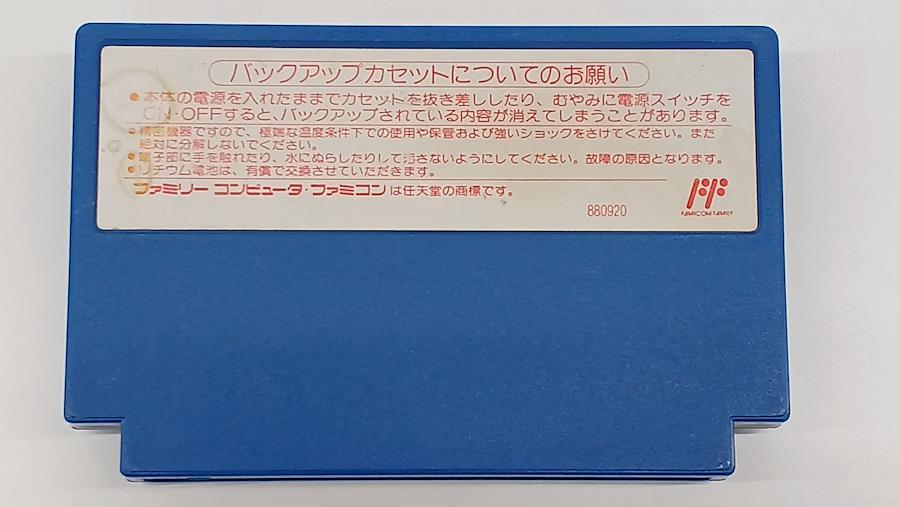 バックアップカセットについてのお願い
●本体の電源を入れたままでカセットを抜き差ししたり、むやみに電源スイッチを
ON・OFFすると、バックアップされている内容が消えてしまうことがあります。
●精密機器ですので、極端な温度条件下での使用や保管および強いショックをさけてください。また
絶対に分解しないでください。
●端子部に手を触れたり、水にぬらしたりして汚さないようにしてください。故障の原因となります。
●リチウム電池は、有償で交換させていただきます。
ファミリー コンピュータ・ファミコンは任天堂の商標です。
880920
FAMICOM FAMILY